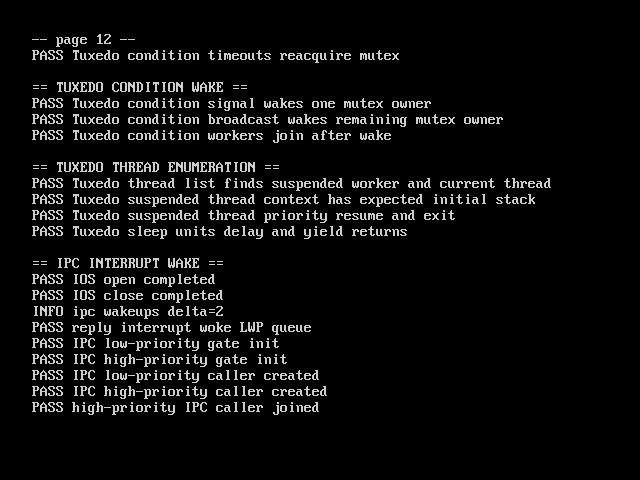 -- page 12 --
PASS Tuxedo condition timeouts reacquire mutex
== TUXEDO CONDITION WAKE ==
PASS Tuxedo condition signal wakes one mutex owner
PASS Tuxedo condition broadcast wakes remaining mutex owner
PASS Tuxedo condition workers join after wake
== TUXEDO THREAD ENUMERATION ==
PASS Tuxedo thread list finds suspended worker and current thread
PASS Tuxedo suspended thread context has expected initial stack
PASS Tuxedo suspended thread priority resume and exit
PASS Tuxedo sleep units delay and yield returns
== IPC INTERRUPT WAKE ==
PASS IOS open completed
PASS IOS close completed
INFO ipc wakeups delta=2
PASS reply interrupt woke LWP queue
PASS IPC low-priority gate init
PASS IPC high-priority gate init
PASS IPC low-priority caller created
PASS IPC high-priority caller created
PASS high-priority IPC caller joined